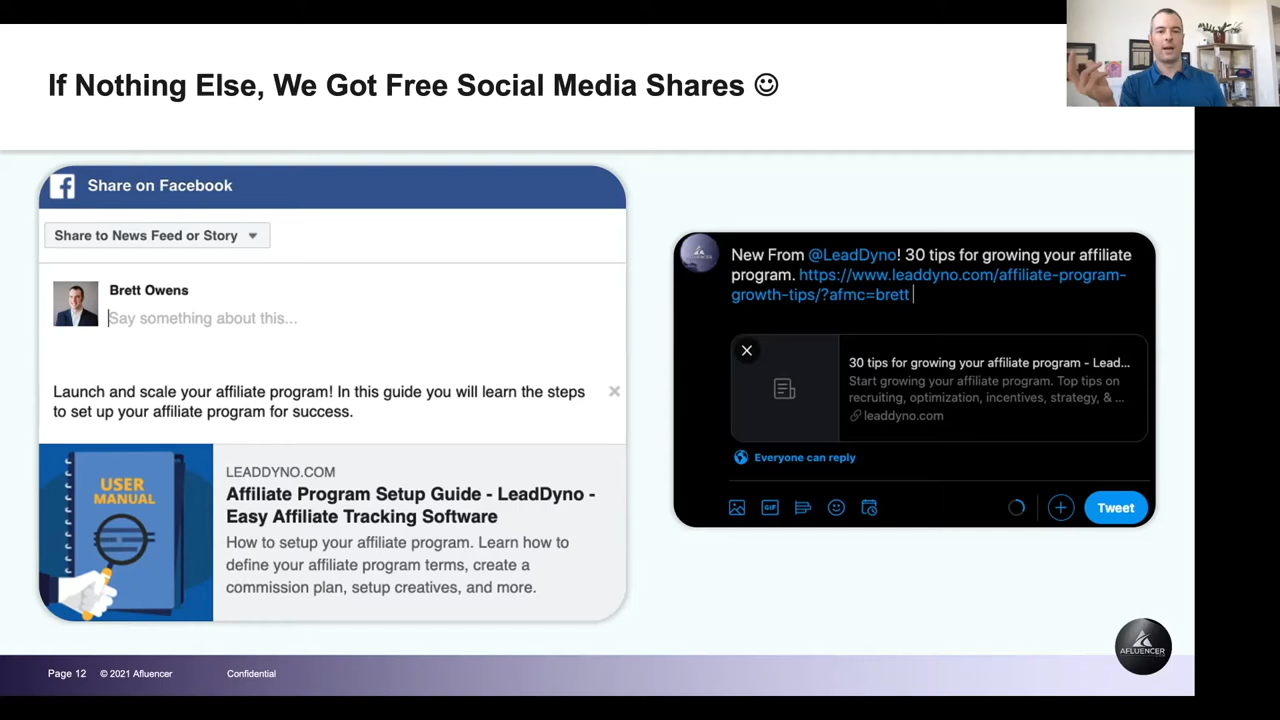 If Nothing Else, We Got Free Social Media Shares ☺
Share on Facebook
Share to News Feed or Story
Brett Owens
Say something about this...
Launch and scale your affiliate program! In this guide you will learn the steps
to set up your affiliate program for success.
USER
MANUAL
LEADDYNO.COM
Affiliate Program Setup Guide - LeadDyno -
Easy Affiliate Tracking Software
How to setup your affiliate program. Learn how to
define your affiliate program terms, create a
commission plan, setup creatives, and more.
New From @LeadDyno! 30 tips for growing your affiliate
program. https://www.leaddyno.com/affiliate-program-
growth-tips/?afmc=brett
30 tips for growing your affiliate program - Lead...
Start growing your affiliate program. Top tips on
recruiting, optimization, incentives, strategy, & ...
leaddyno.com
Everyone can reply
GIF
Tweet
AFLUENCER
Page 12 © 2021 Afluencer Confidential